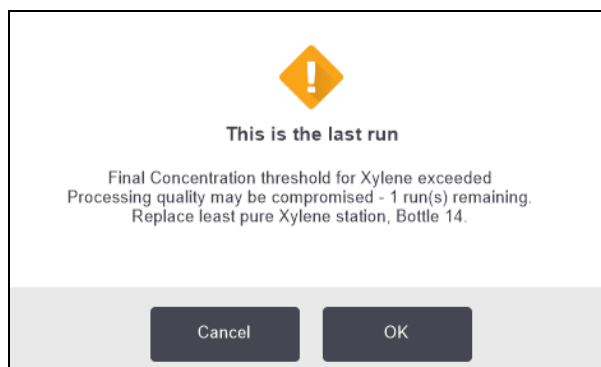 This is the last run
Final Concentration threshold for Xylene exceeded
Processing quality may be compromised - 1 run(s) remaining.
Replace least pure Xylene station, Bottle 14.
Cancel
OK